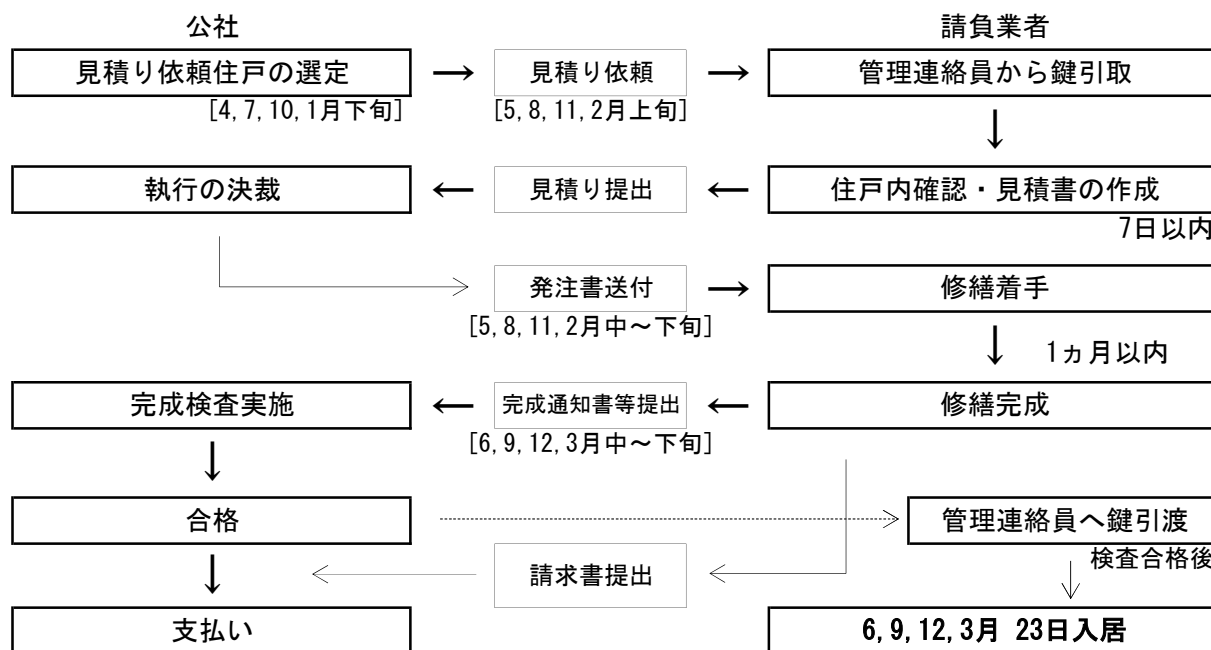 公社
請負業者
見積り依頼住戸の選定
見積り依頼
管理連絡員から鍵引取
[4,7,10,1月下旬]
[5,8,11,2月上旬]
執行の決裁
見積り提出
住戸内確認・見積書の作成
7日以内
発注書送付
修繕着手
[5,8,11,2月中～下旬]
1ヵ月以内
完成検査実施
完成通知書等提出
修繕完成
[6,9,12,3月中～下旬]
合格
管理連絡員へ鍵引渡
検査合格後
請求書提出
支払い
6,9,12,3月 23日入居